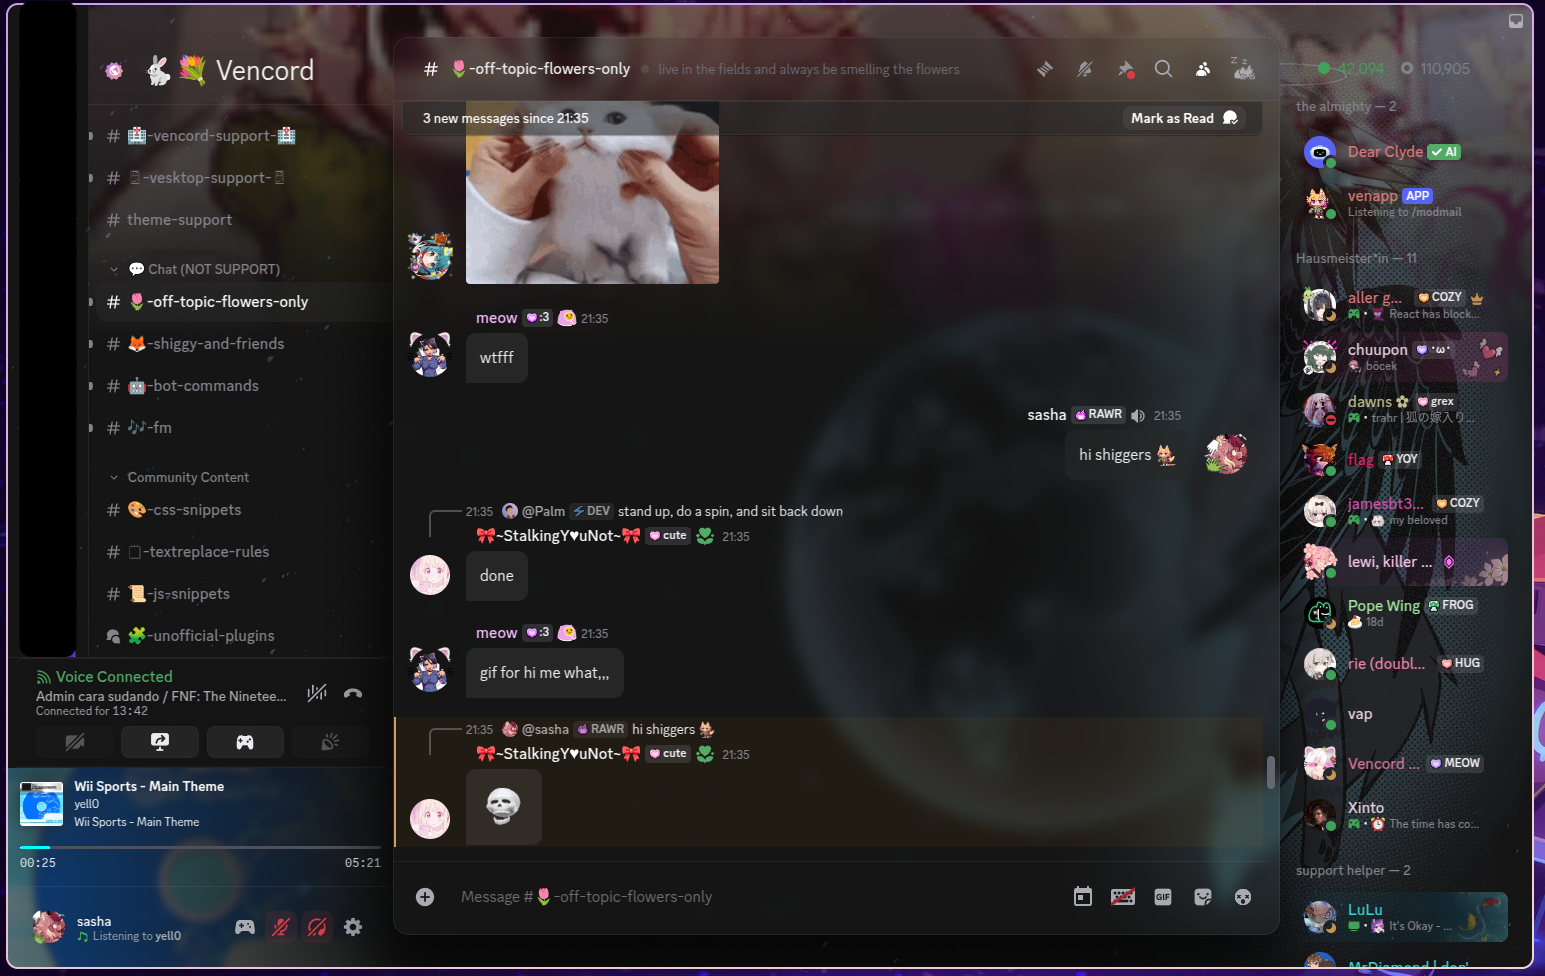 Vencord
# 🏥-vencord-support-🏥
-vesktop-support-
# theme-support
💬 Chat (NOT SUPPORT)
# 🌷-off-topic-flowers-only
# 🦊-shiggy-and-friends
# 🤖-bot-commands
# 🎶-fm
Community Content
# 🎨-css-snippets
-textreplace-rules
# 📜-js-snippets
🧩-unofficial-plugins
Voice Connected
Admin cara sudando / FNF: The Ninetee...
Connected for 13:42
Wii Sports - Main Theme
yell0
Wii Sports - Main Theme
00:25 05:21
sasha
Listening to yell0
# 🌷-off-topic-flowers-only live in the fields and always be smelling the flowers
3 new messages since 21:35 Mark as Read
meow :3 21:35
wtfff
sasha RAWR 21:35
hi shiggers
21:35 @Palm DEV stand up, do a spin, and sit back down
🎀~StalkingY♥uNot~🎀 cute 21:35
done
meow :3 21:35
gif for hi me what,,,
21:35 @sasha RAWR hi shiggers
🎀~StalkingY♥uNot~🎀 cute 21:35
💀
Message #🌷-off-topic-flowers-only
GIF
42,094 110,905
the almighty — 2
Dear Clyde ✓ AI
venapp APP
Listening to /modmail
Hausmeister*in — 11
aller g... COZY
React has block...
chuupon ･ω･
böcek
dawns ✿ grex
trahr | 狐の嫁入り...
flag YOY
jamesbt3... COZY
my beloved
lewi, killer ...
Pope Wing FROG
18d
rie (doubl... HUG
vap
Vencord ... MEOW
Xinto
⏰ The time has co...
support helper — 2
LuLu
It's Okay - ...
MrDiamond | don'